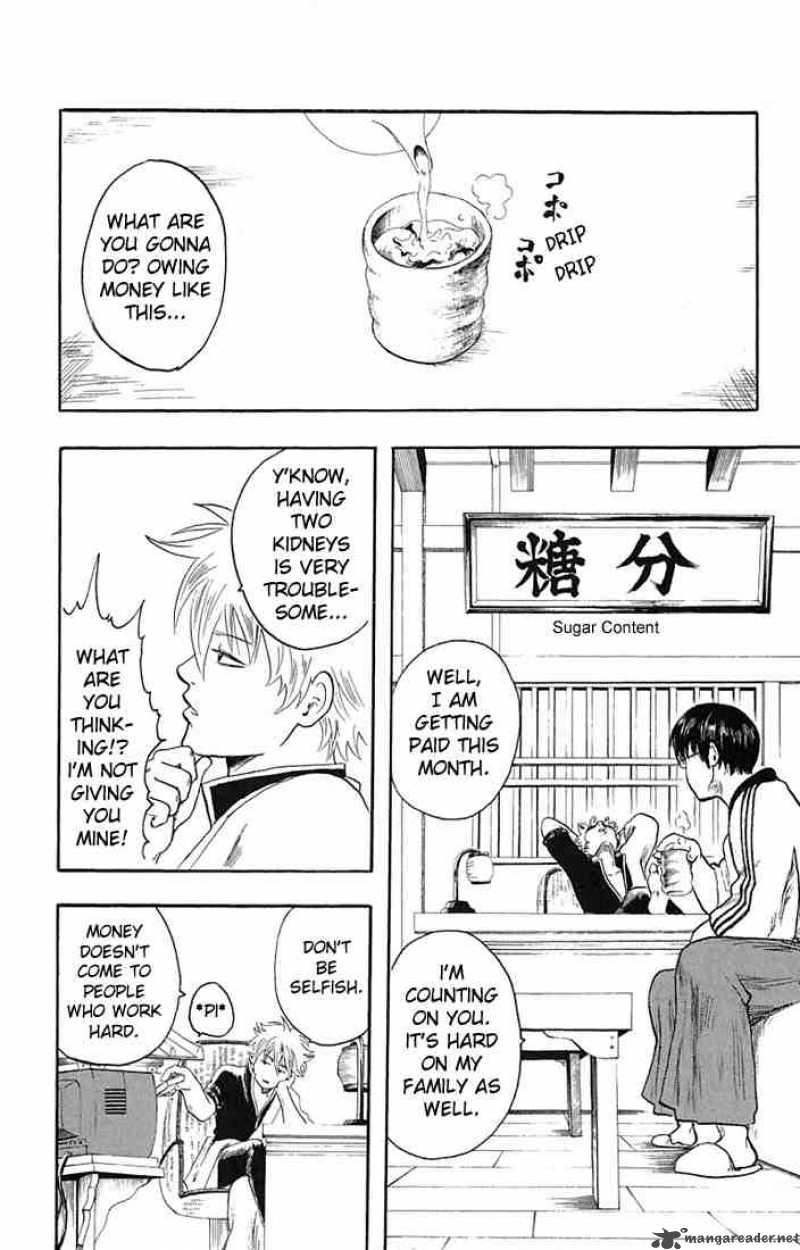 WHAT ARE
YOU GONNA
DO? OWING
MONEY LIKE
THIS...
コポ
コポ
DRIP
DRIP
糖分
Sugar Content
WELL,
I AM
GETTING
PAID THIS
MONTH.
I'M
COUNTING
ON YOU.
IT'S HARD
ON MY
FAMILY AS
WELL.
Y'KNOW,
HAVING
TWO
KIDNEYS
IS VERY
TROUBLE-
SOME...
WHAT
ARE
YOU
THINK-
ING!?
I'M NOT
GIVING
YOU
MINE!
DON'T
BE
SELFISH.
*PI*
MONEY
DOESN'T
COME TO
PEOPLE
WHO WORK
HARD.
mangareader.net